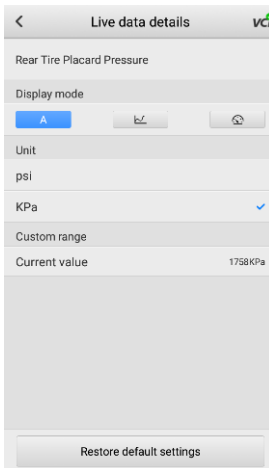 Live data details
Rear Tire Placard Pressure
Display mode
A
Unit
psi
KPa
Custom range
Current value 1758KPa
Restore default settings